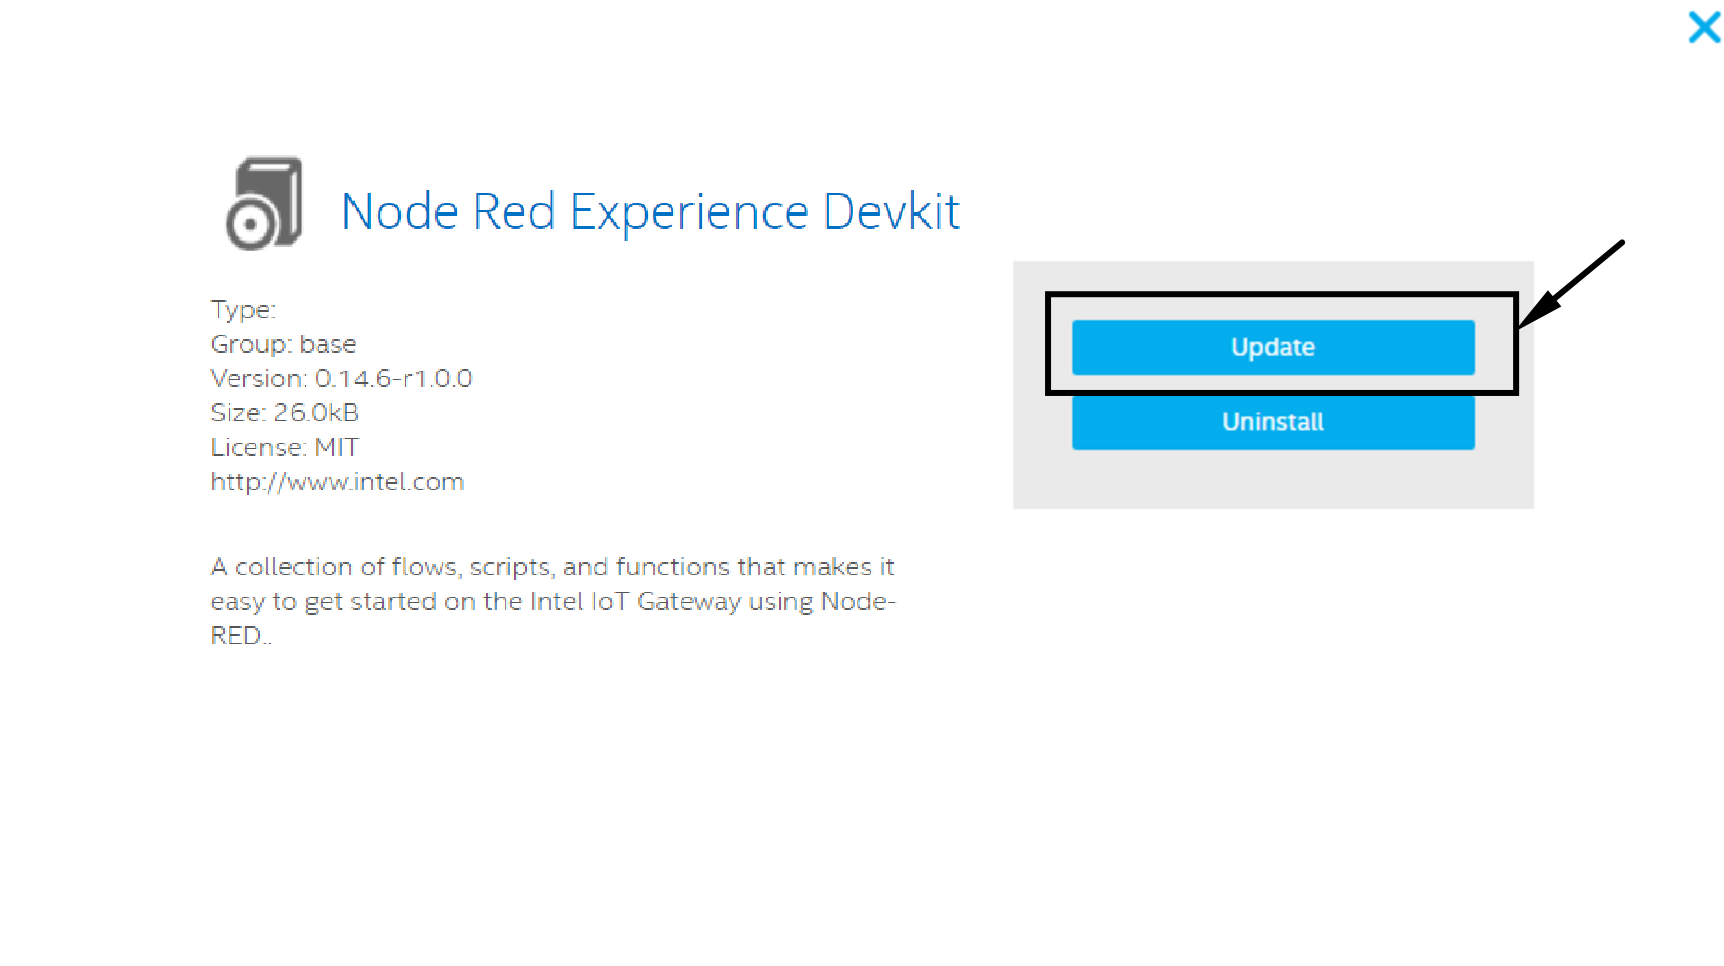 Node Red Experience Devkit
Type:
Group: base
Version: 0.14.6-r1.0.0
Size: 26.0kB
License: MIT
http://www.intel.com
Update
Uninstall
A collection of flows, scripts, and functions that makes it
easy to get started on the Intel IoT Gateway using Node-
RED..